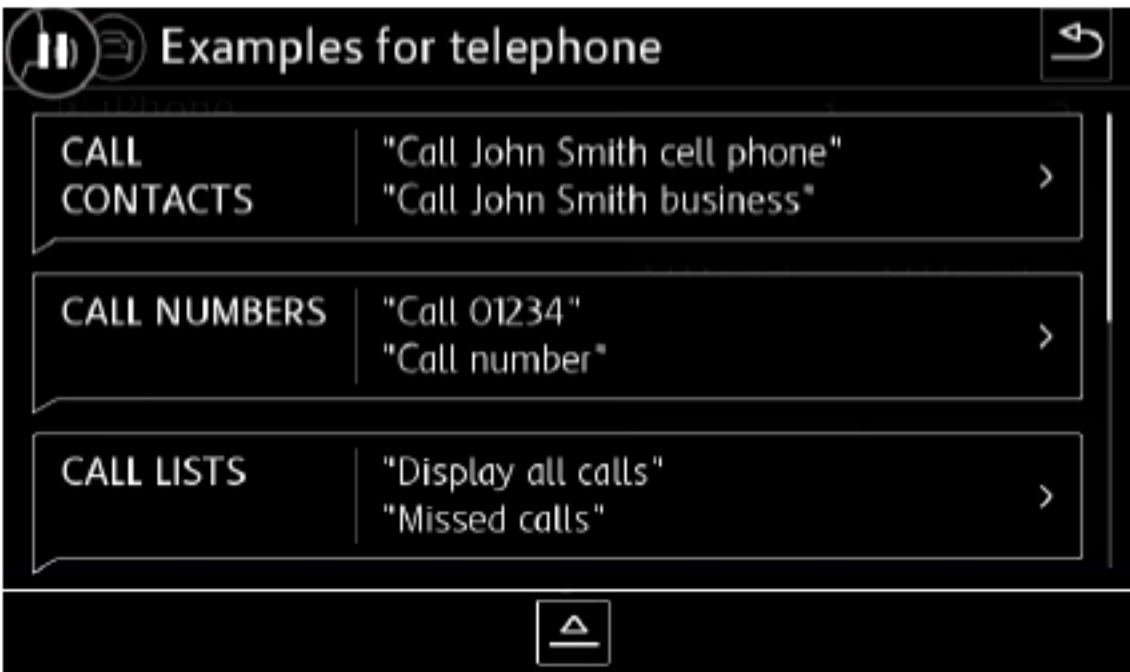 Examples for telephone
iPhone
CALL
CONTACTS
"Call John Smith cell phone"
"Call John Smith business"
CALL NUMBERS
"Call 01234"
"Call number"
CALL LISTS
"Display all calls"
"Missed calls"